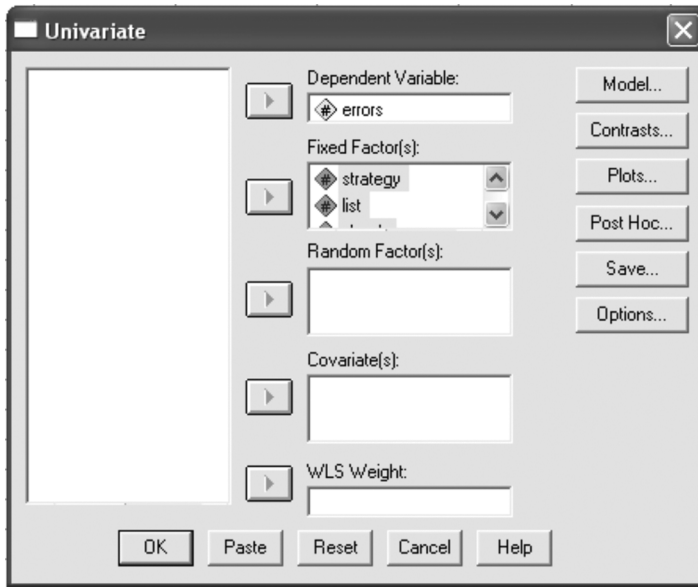 Univariate
Dependent Variable:
# errors
Fixed Factor(s):
# strategy
# list
Random Factor(s):
Covariate(s):
WLS Weight:
Model...
Contrasts...
Plots...
Post Hoc...
Save...
Options...
OK Paste Reset Cancel Help